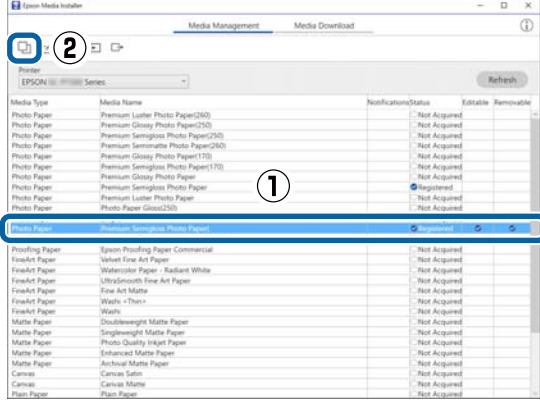 Epson Media Installer
Media Management Media Download
②
Printer
EPSON Series
Refresh
Media Type Media Name Notifications Status Editable Removable
Photo Paper Premium Luster Photo Paper(260) Not Acquired
Photo Paper Premium Glossy Photo Paper(250) Not Acquired
Photo Paper Premium Semigloss Photo Paper(250) Not Acquired
Photo Paper Premium Semimatte Photo Paper(260) Not Acquired
Photo Paper Premium Glossy Photo Paper(170) Not Acquired
Photo Paper Premium Semigloss Photo Paper(170) Not Acquired
Photo Paper Premium Glossy Photo Paper Not Acquired
Photo Paper Premium Semigloss Photo Paper Registered
Photo Paper Premium Luster Photo Paper Not Acquired
Photo Paper Photo Paper Gloss(250) Not Acquired
①
Photo Paper Premium Semigloss Photo Paper Registered
Proofing Paper Epson Proofing Paper Commercial Not Acquired
FineArt Paper Velvet Fine Art Paper Not Acquired
FineArt Paper Watercolor Paper - Radiant White Not Acquired
FineArt Paper UltraSmooth Fine Art Paper Not Acquired
FineArt Paper Fine Art Matte Not Acquired
FineArt Paper Washi <Thin> Not Acquired
FineArt Paper Washi Not Acquired
Matte Paper Doubleweight Matte Paper Not Acquired
Matte Paper Singleweight Matte Paper Not Acquired
Matte Paper Photo Quality Inkjet Paper Not Acquired
Matte Paper Enhanced Matte Paper Not Acquired
Matte Paper Archival Matte Paper Not Acquired
Canvas Canvas Satin Not Acquired
Canvas Canvas Matte Not Acquired
Plain Paper Plain Paper Not Acquired